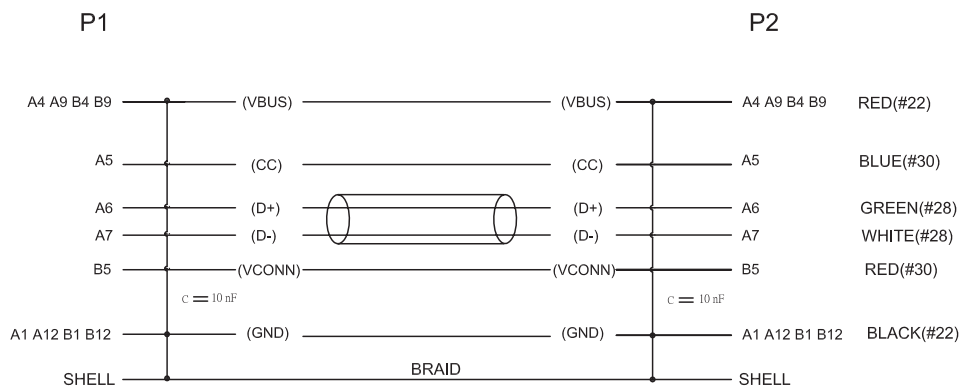 P1 P2
A4 A9 B4 B9 (VBUS) (VBUS) A4 A9 B4 B9 RED(#22)
A5 (CC) (CC) A5 BLUE(#30)
A6 (D+) (D+) A6 GREEN(#28)
A7 (D-) (D-) A7 WHITE(#28)
B5 (VCONN) (VCONN) B5 RED(#30)
C = 10 nF C = 10 nF
A1 A12 B1 B12 (GND) (GND) A1 A12 B1 B12 BLACK(#22)
SHELL BRAID SHELL